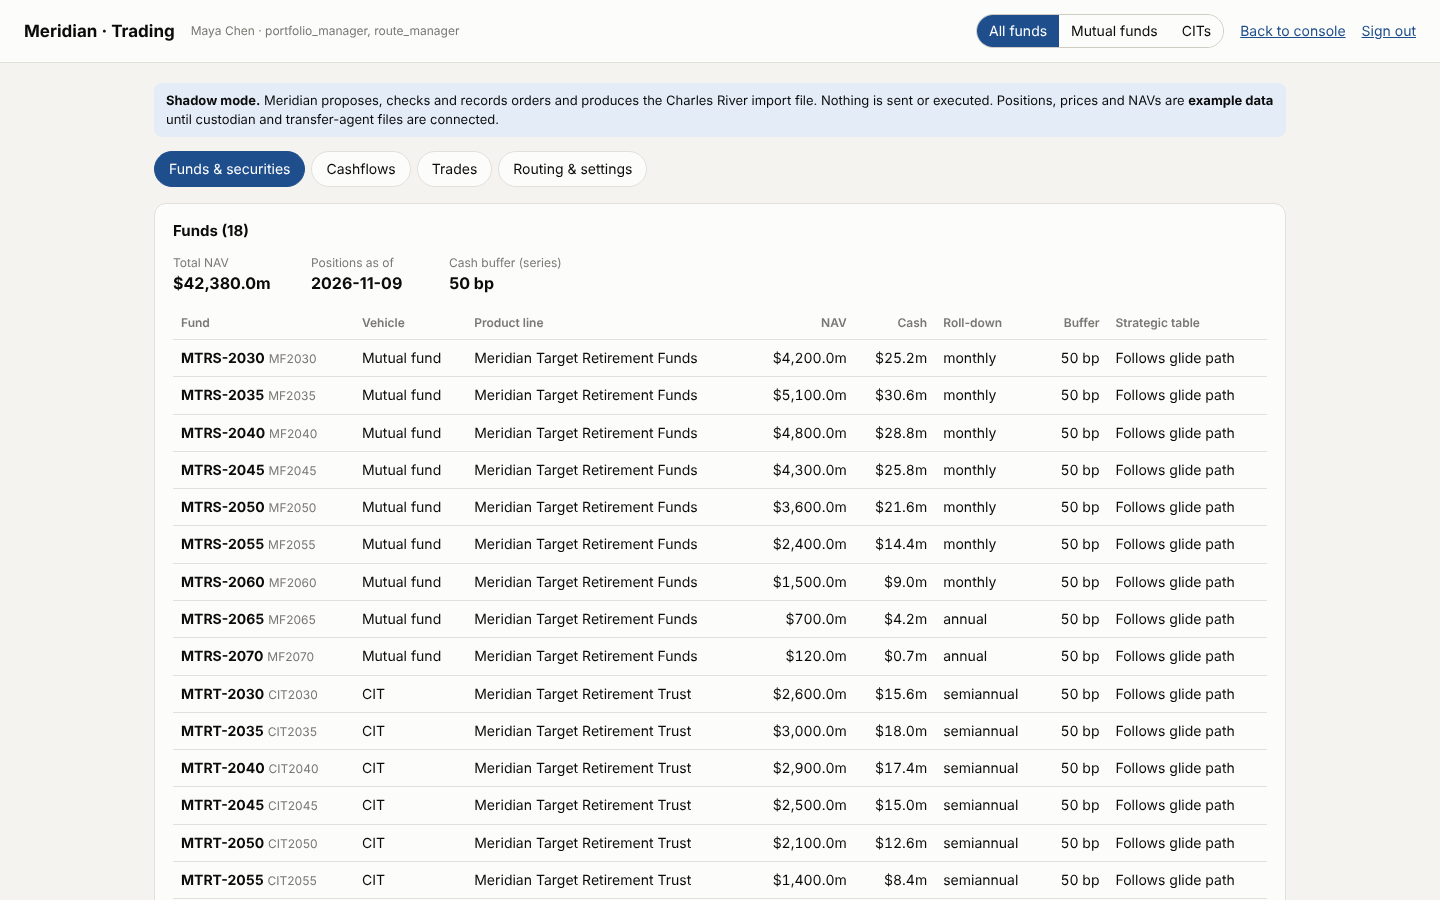 Meridian · Trading Maya Chen · portfolio_manager, route_manager All funds Mutual funds CITs Back to console Sign out
Shadow mode. Meridian proposes, checks and records orders and produces the Charles River import file. Nothing is sent or executed. Positions, prices and NAVs are example data
until custodian and transfer-agent files are connected.
Funds & securities Cashflows Trades Routing & settings
Funds (18)
Total NAV Positions as of Cash buffer (series)
$42,380.0m 2026-11-09 50 bp
Fund Vehicle Product line NAV Cash Roll-down Buffer Strategic table
MTRS-2030 MF2030 Mutual fund Meridian Target Retirement Funds $4,200.0m $25.2m monthly 50 bp Follows glide path
MTRS-2035 MF2035 Mutual fund Meridian Target Retirement Funds $5,100.0m $30.6m monthly 50 bp Follows glide path
MTRS-2040 MF2040 Mutual fund Meridian Target Retirement Funds $4,800.0m $28.8m monthly 50 bp Follows glide path
MTRS-2045 MF2045 Mutual fund Meridian Target Retirement Funds $4,300.0m $25.8m monthly 50 bp Follows glide path
MTRS-2050 MF2050 Mutual fund Meridian Target Retirement Funds $3,600.0m $21.6m monthly 50 bp Follows glide path
MTRS-2055 MF2055 Mutual fund Meridian Target Retirement Funds $2,400.0m $14.4m monthly 50 bp Follows glide path
MTRS-2060 MF2060 Mutual fund Meridian Target Retirement Funds $1,500.0m $9.0m monthly 50 bp Follows glide path
MTRS-2065 MF2065 Mutual fund Meridian Target Retirement Funds $700.0m $4.2m annual 50 bp Follows glide path
MTRS-2070 MF2070 Mutual fund Meridian Target Retirement Funds $120.0m $0.7m annual 50 bp Follows glide path
MTRT-2030 CIT2030 CIT Meridian Target Retirement Trust $2,600.0m $15.6m semiannual 50 bp Follows glide path
MTRT-2035 CIT2035 CIT Meridian Target Retirement Trust $3,000.0m $18.0m semiannual 50 bp Follows glide path
MTRT-2040 CIT2040 CIT Meridian Target Retirement Trust $2,900.0m $17.4m semiannual 50 bp Follows glide path
MTRT-2045 CIT2045 CIT Meridian Target Retirement Trust $2,500.0m $15.0m semiannual 50 bp Follows glide path
MTRT-2050 CIT2050 CIT Meridian Target Retirement Trust $2,100.0m $12.6m semiannual 50 bp Follows glide path
MTRT-2055 CIT2055 CIT Meridian Target Retirement Trust $1,400.0m $8.4m semiannual 50 bp Follows glide path